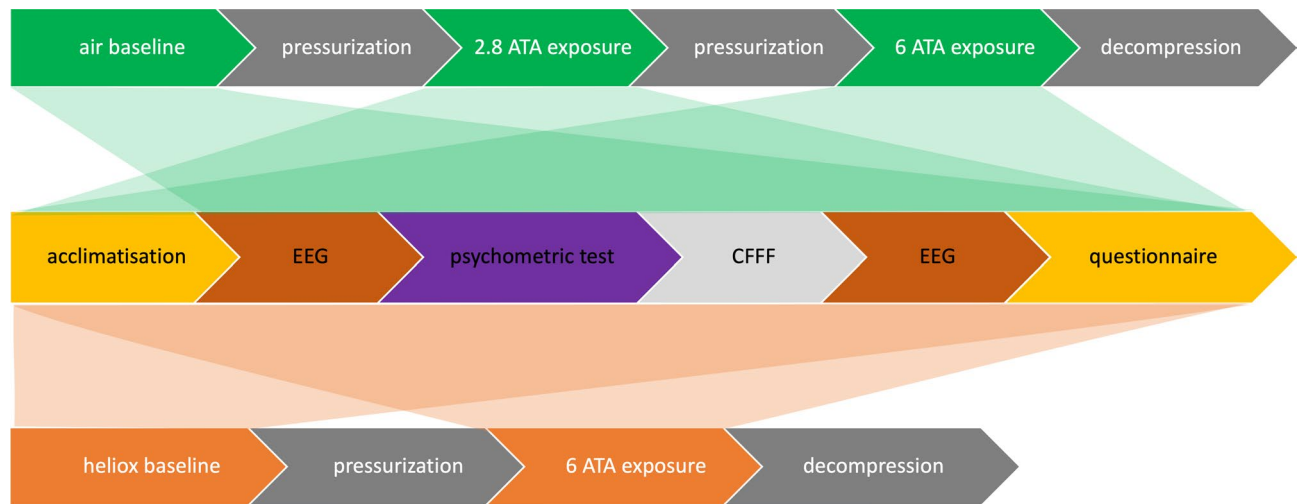 air baseline
pressurization
2.8 ATA exposure
pressurization
6 ATA exposure
decompression
acclimatisation
EEG
psychometric test
CFFF
EEG
questionnaire
heliox baseline
pressurization
6 ATA exposure
decompression